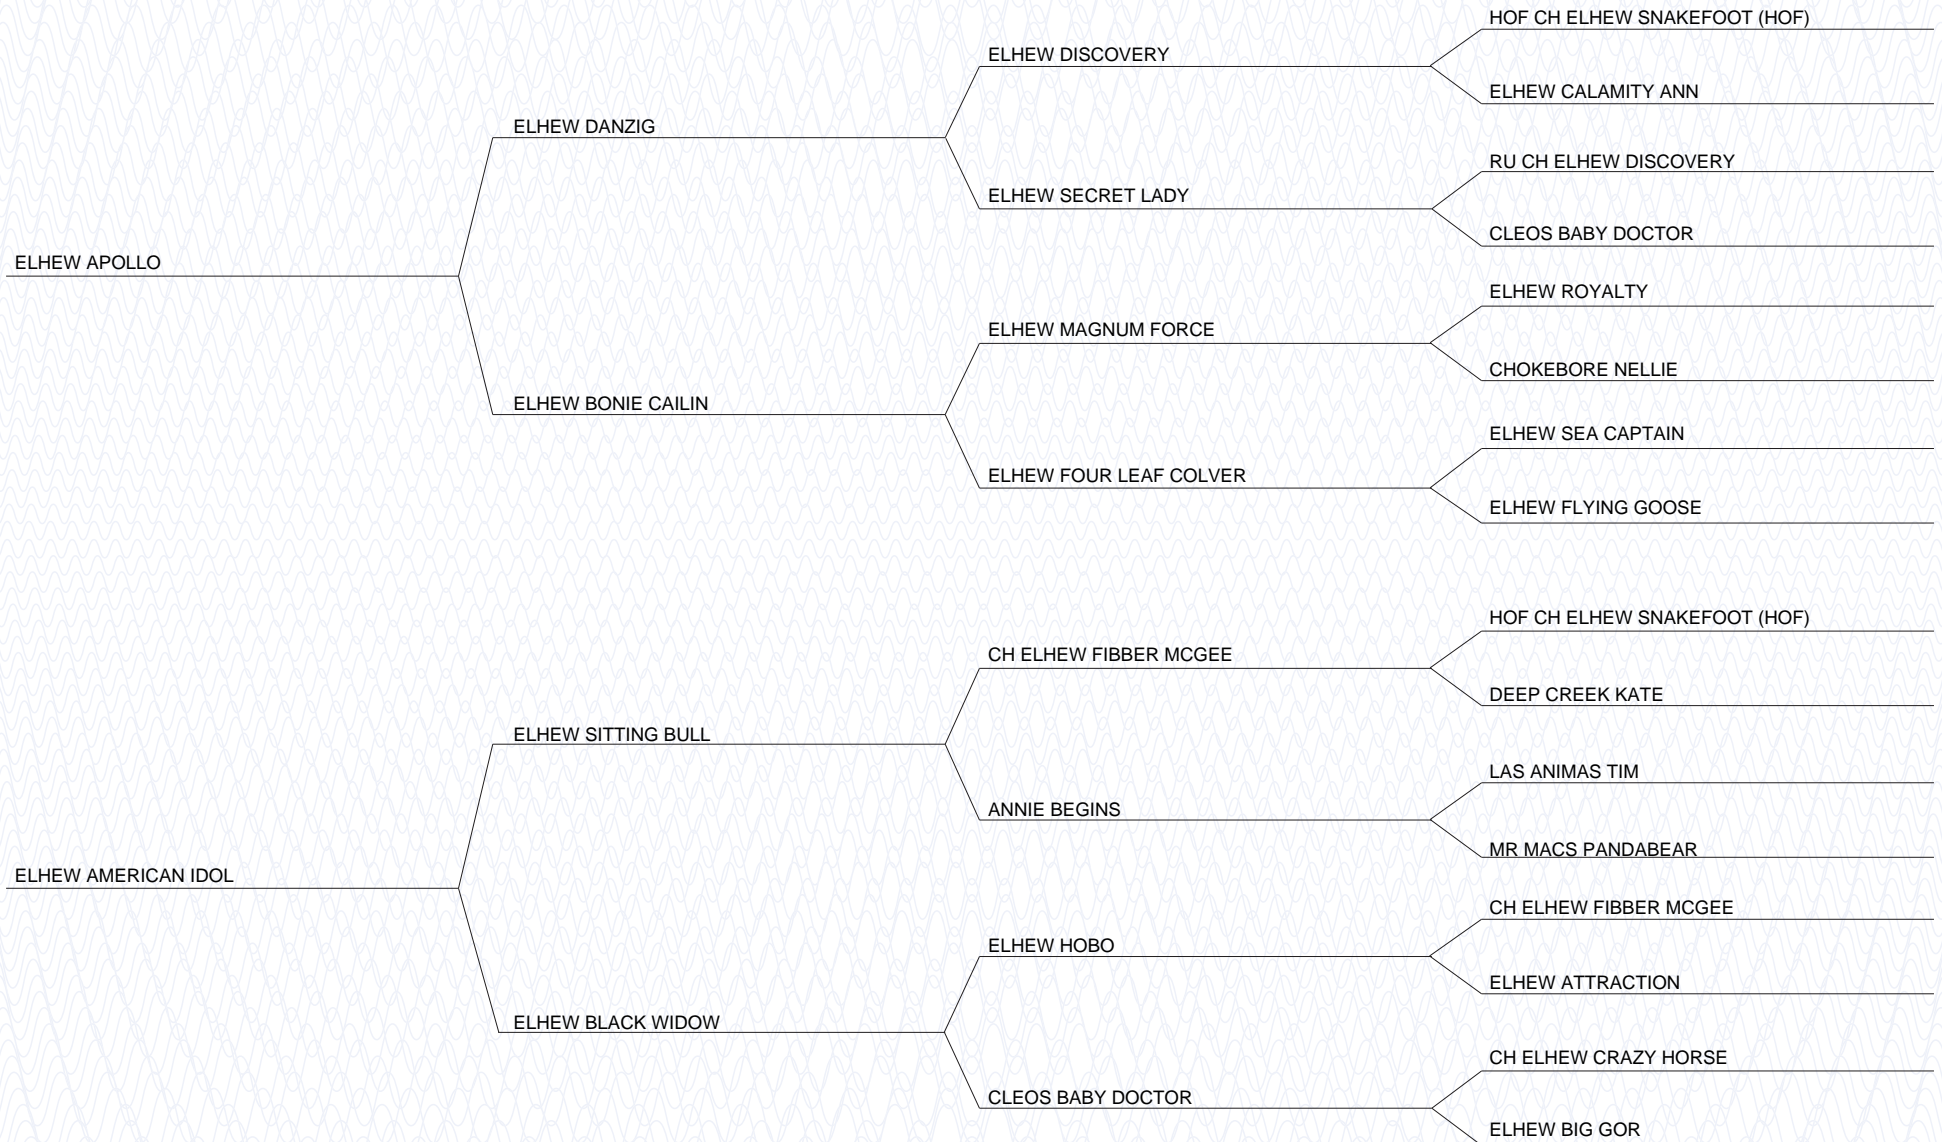 HOF CH ELHEW SNAKEFOOT (HOF)
ELHEW DISCOVERY
ELHEW CALAMITY ANN
ELHEW DANZIG
RU CH ELHEW DISCOVERY
ELHEW SECRET LADY
CLEOS BABY DOCTOR
ELHEW APOLLO
ELHEW ROYALTY
ELHEW MAGNUM FORCE
CHOKEBORE NELLIE
ELHEW BONIE CAILIN
ELHEW SEA CAPTAIN
ELHEW FOUR LEAF COLVER
ELHEW FLYING GOOSE
HOF CH ELHEW SNAKEFOOT (HOF)
CH ELHEW FIBBER MCGEE
DEEP CREEK KATE
ELHEW SITTING BULL
LAS ANIMAS TIM
ANNIE BEGINS
MR MACS PANDABEAR
ELHEW AMERICAN IDOL
CH ELHEW FIBBER MCGEE
ELHEW HOBO
ELHEW ATTRACTION
ELHEW BLACK WIDOW
CH ELHEW CRAZY HORSE
CLEOS BABY DOCTOR
ELHEW BIG GOR